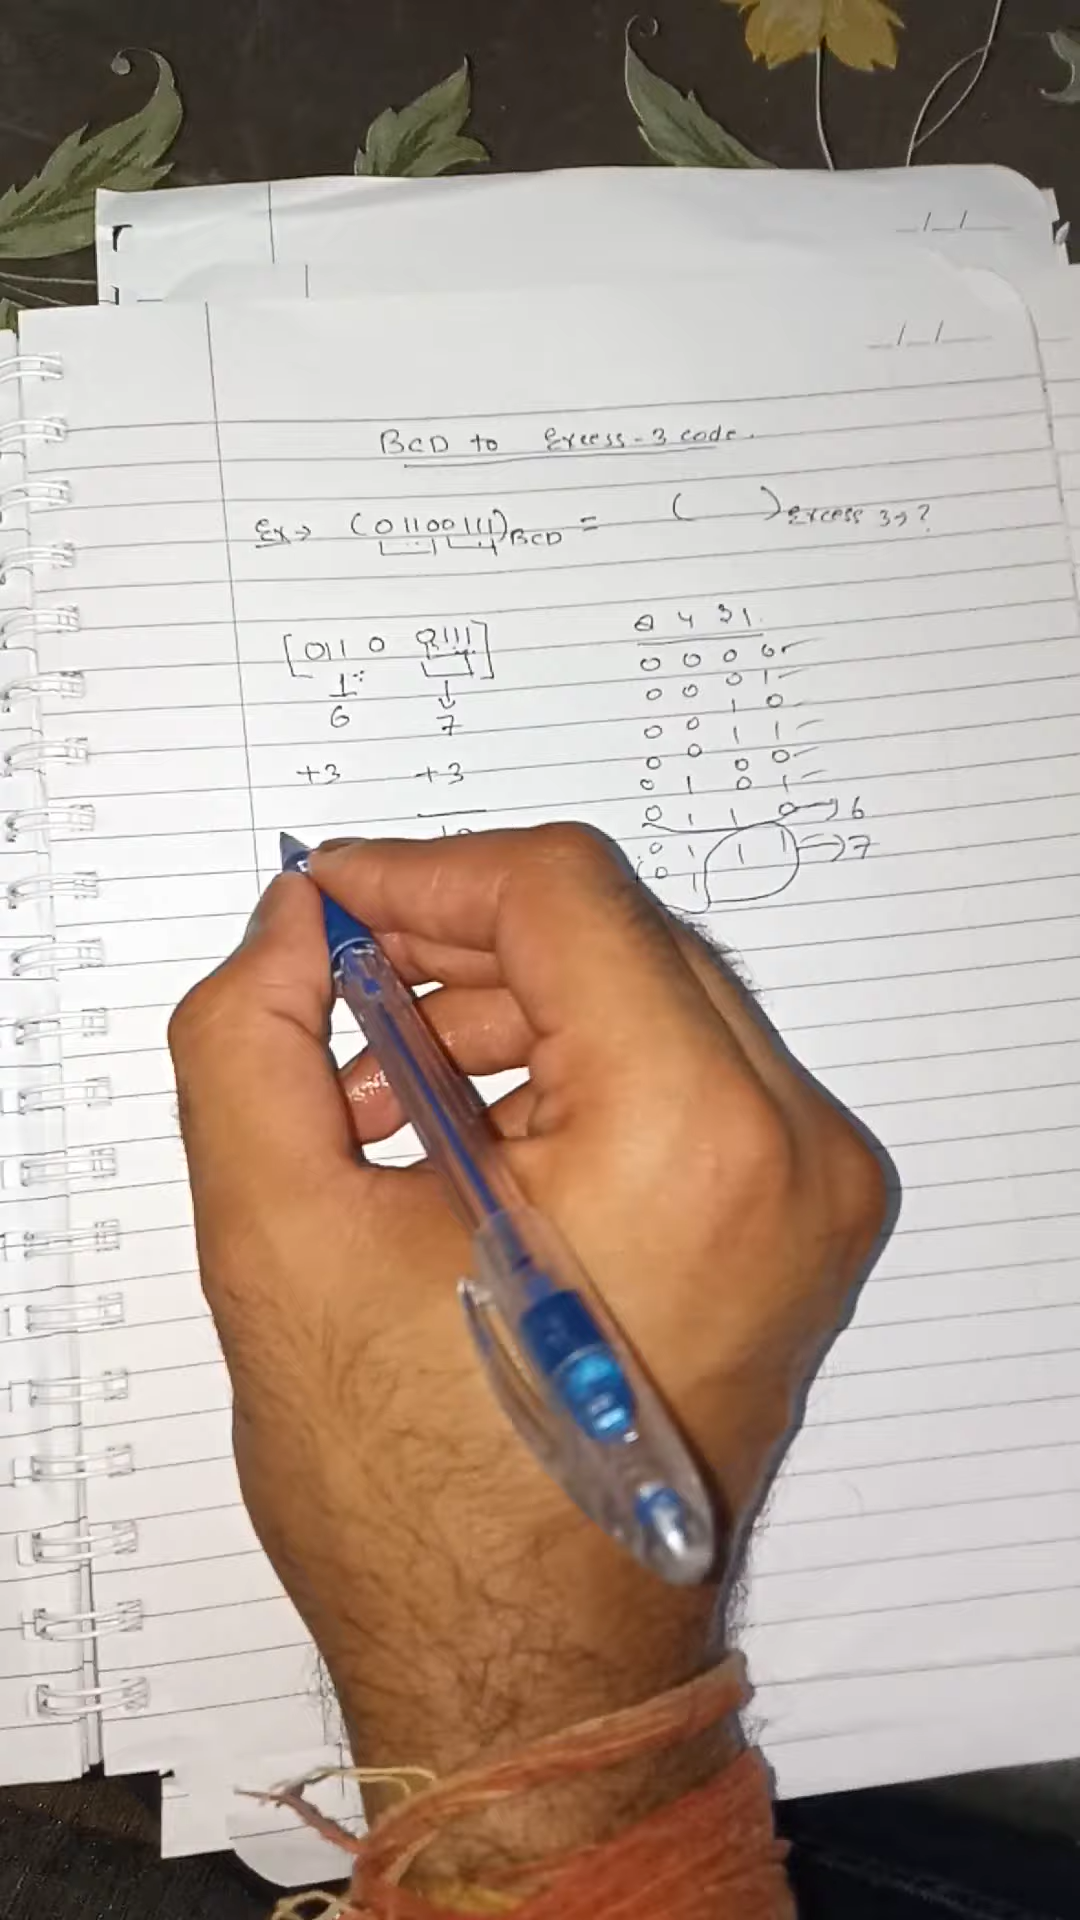 BCD to Excess-3 code.
Ex→ (01100111)BCD = ( )Excess 3→?
[0110 0111]
6 7
+3 +3
10
8 4 2 1
0 0 0 0
0 0 0 1
0 0 1 0
0 0 1 1
0 0 0 0
0 1 0 1
0 1 1 0 → 6
0 1 1 1 → 7